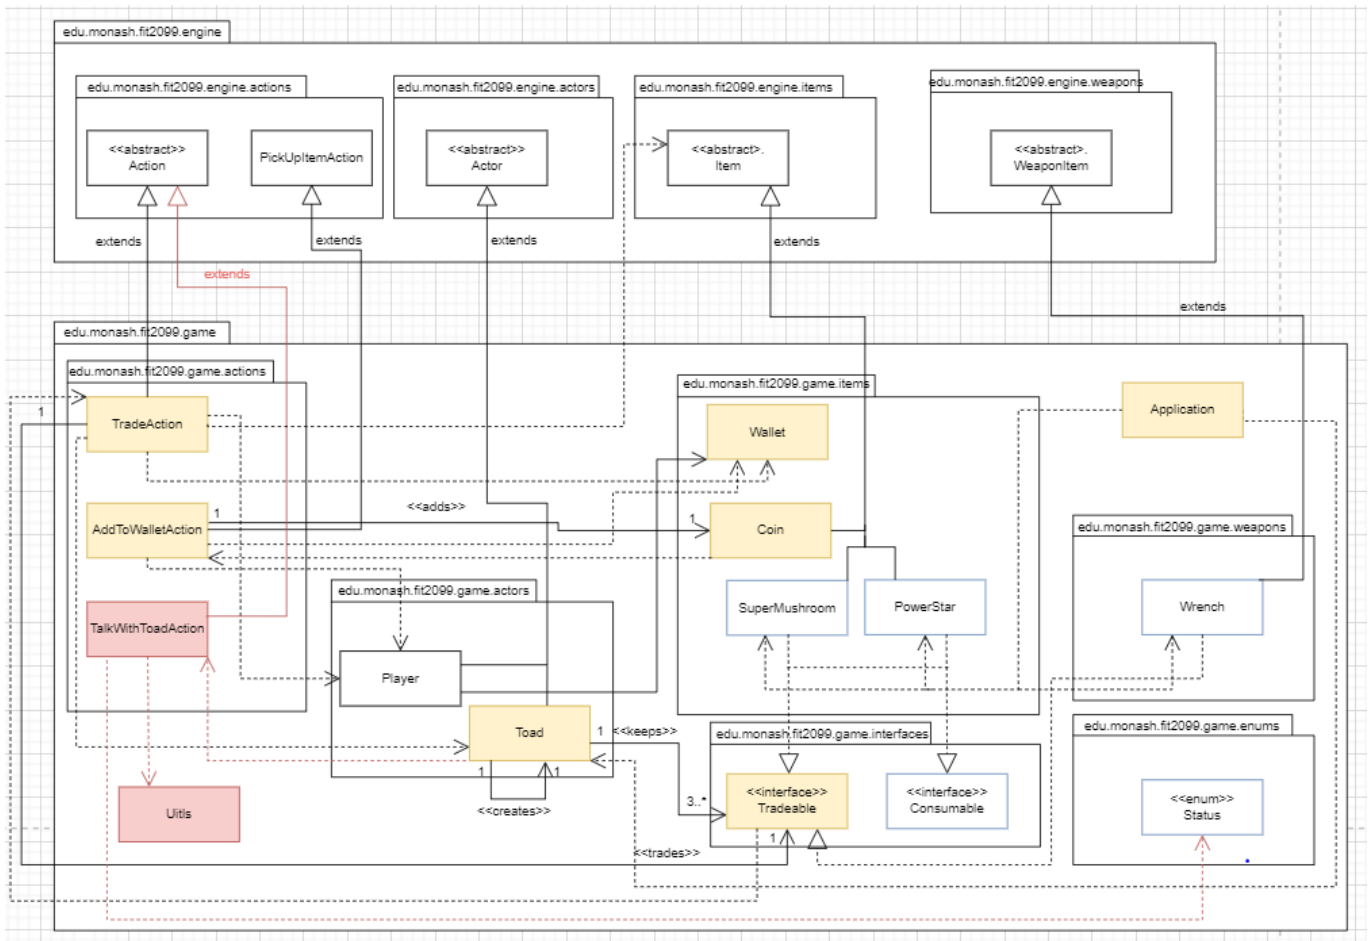 edu.monash.fit2099.engine
edu.monash.fit2099.engine.actions
edu.monash.fit2099.engine.actors
edu.monash.fit2099.engine.items
edu.monash.fit2099.engine.weapons
<<abstract>>
Action
PickUpItemAction
<<abstract>>
Actor
<<abstract>.
Item
<<abstract>.
WeaponItem
extends
extends
extends
extends
extends
extends
edu.monash.fit2099.game
edu.monash.fit2099.game.actions
edu.monash.fit2099.game.items
1
TradeAction
Wallet
Application
<<adds>>
1
1
AddToWalletAction
Coin
edu.monash.fit2099.game.weapons
edu.monash.fit2099.game.actors
SuperMushroom
PowerStar
Wrench
TalkWithToadAction
Player
Toad
1
<<keeps>>
edu.monash.fit2099.game.interfaces
edu.monash.fit2099.game.enums
1
1
<<creates>>
3..*
<<interface>>
Tradeable
<<interface>>
Consumable
<<enum>>
Status
Uitls
1
<<trades>>